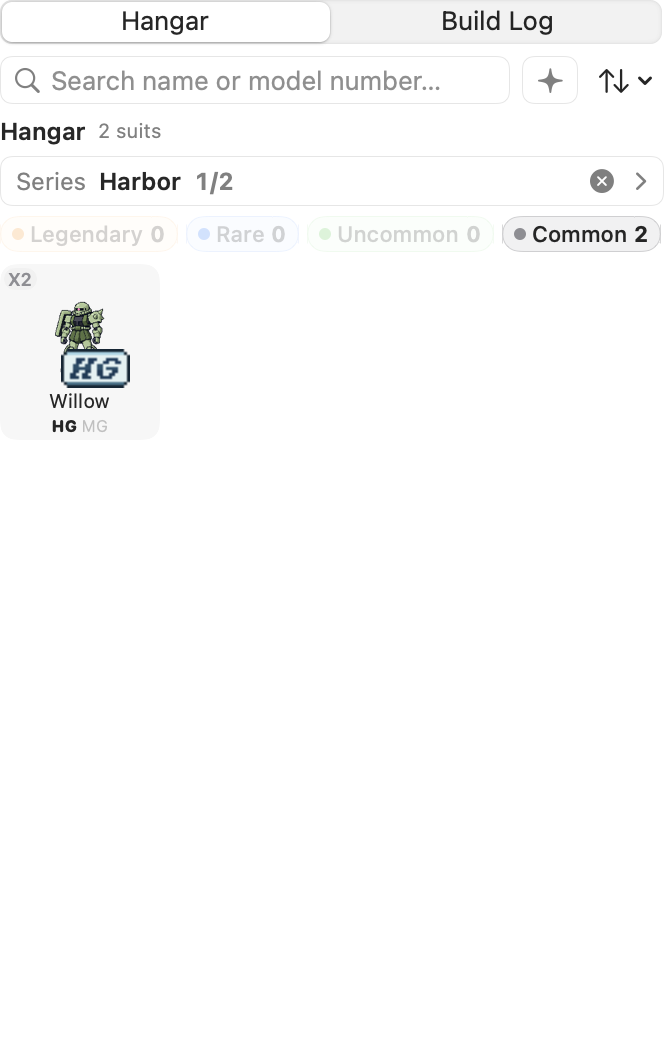 Hangar Build Log
Search name or model number...
Hangar 2 suits
Series Harbor 1/2
Legendary 0 Rare 0 Uncommon 0 Common 2
X2
HG
Willow
HG MG